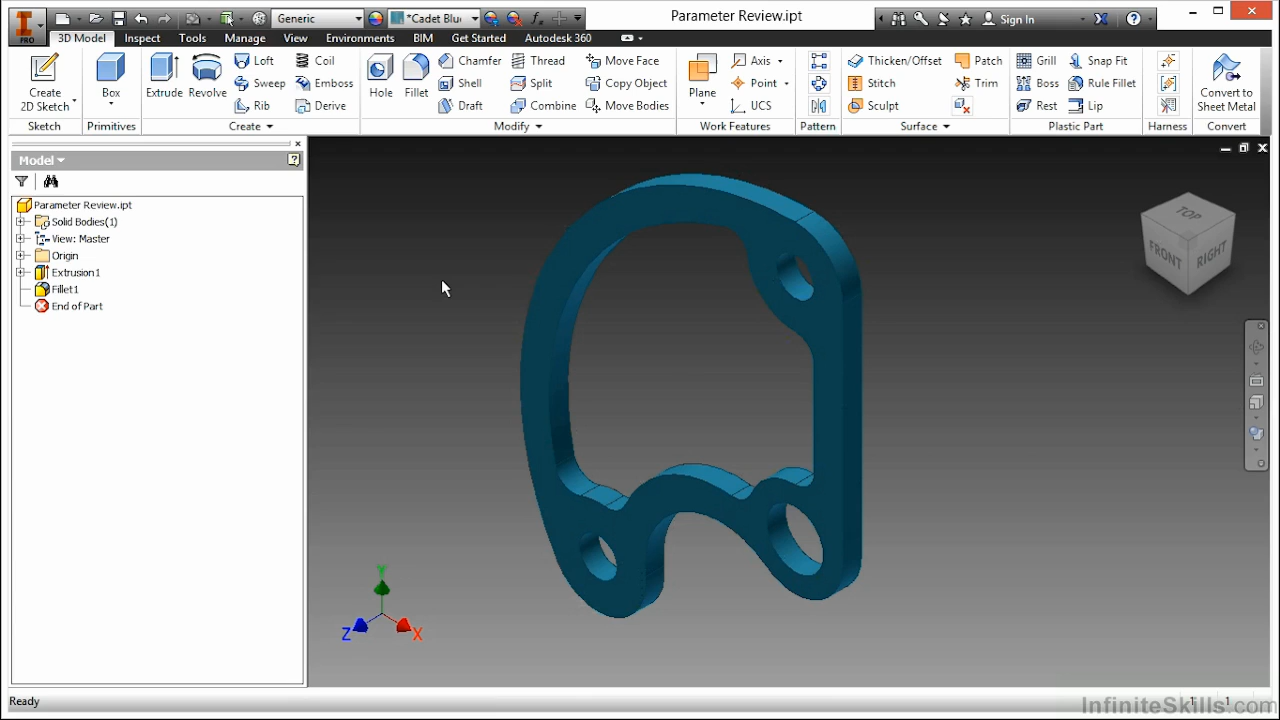 PRO
Generic
*Cadet Blu
Parameter Review.ipt
Sign In
3D Model Inspect Tools Manage View Environments BIM Get Started Autodesk 360
Create
2D Sketch
Sketch
Box
Primitives
Extrude
Revolve
Loft
Sweep
Rib
Coil
Emboss
Derive
Create
Hole
Fillet
Chamfer
Shell
Draft
Thread
Split
Combine
Move Face
Copy Object
Move Bodies
Modify
Plane
Axis
Point
UCS
Work Features
Pattern
Thicken/Offset
Stitch
Sculpt
Patch
Trim
Surface
Grill
Boss
Rest
Snap Fit
Rule Fillet
Lip
Plastic Part
Harness
Convert to
Sheet Metal
Convert
Model
Parameter Review.ipt
Solid Bodies(1)
View: Master
Origin
Extrusion1
Fillet1
End of Part
TOP
FRONT
RIGHT
Y
Z
X
Ready
1 1
InfiniteSkills.com